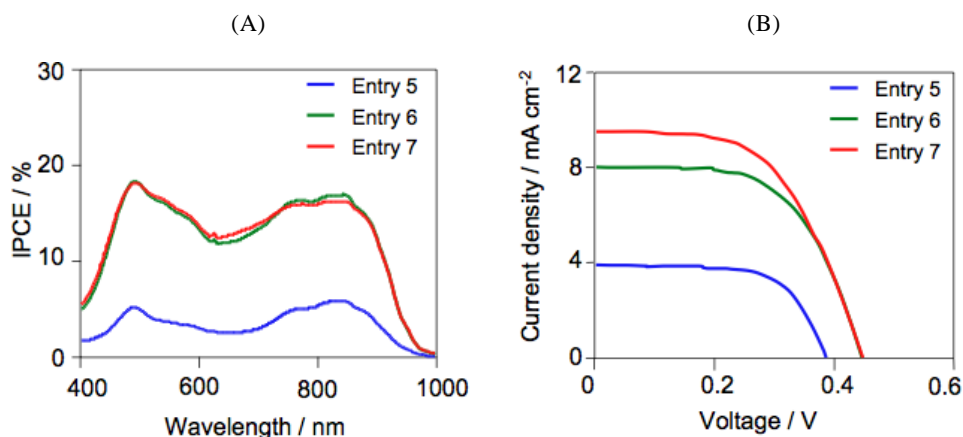 (A)
30
20
10
0
400
600
800
1000
IPCE / %
Wavelength / nm
Entry 5
Entry 6
Entry 7
(B)
12
8
4
0
0
0.2
0.4
0.6
Current density / mA cm⁻²
Voltage / V
Entry 5
Entry 6
Entry 7